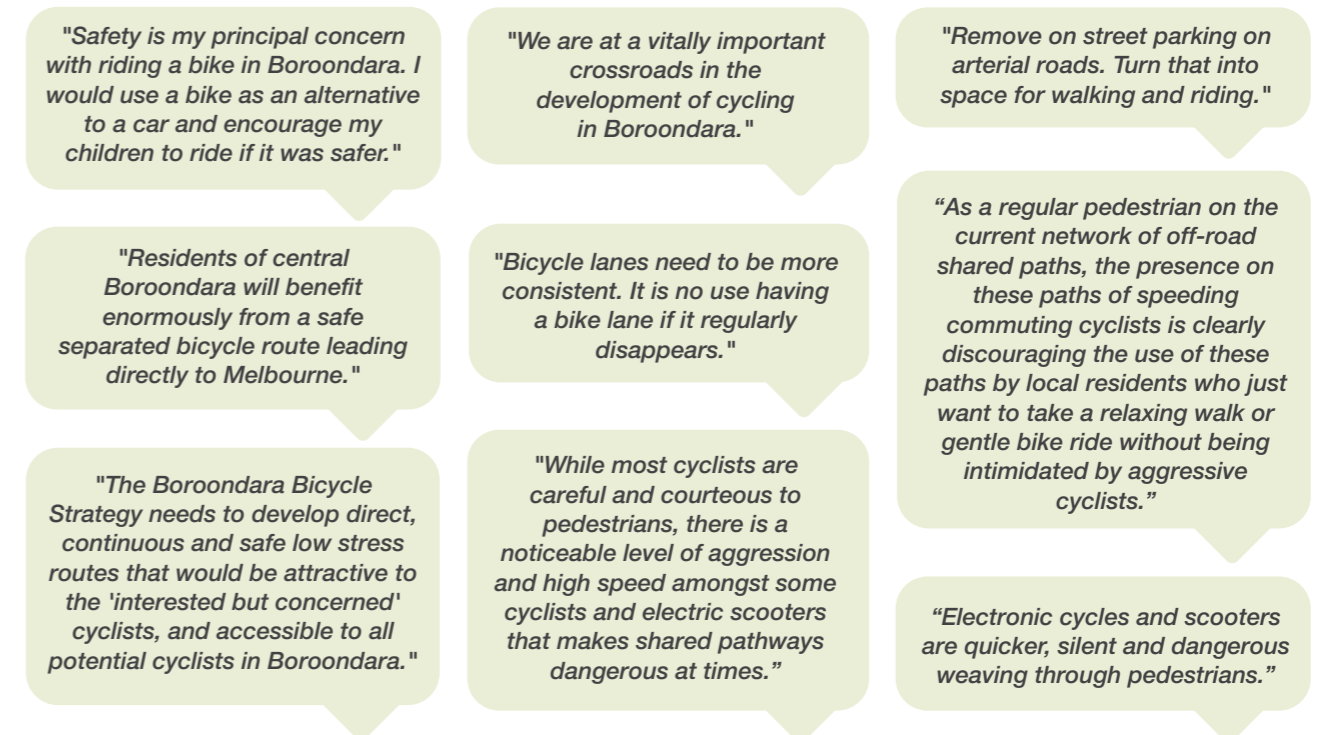 "Safety is my principal concern
with riding a bike in Boroondara. I
would use a bike as an alternative
to a car and encourage my
children to ride if it was safer."
"Residents of central
Boroondara will benefit
enormously from a safe
separated bicycle route leading
directly to Melbourne."
"The Boroondara Bicycle
Strategy needs to develop direct,
continuous and safe low stress
routes that would be attractive to
the 'interested but concerned'
cyclists, and accessible to all
potential cyclists in Boroondara."
"We are at a vitally important
crossroads in the
development of cycling
in Boroondara."
"Bicycle lanes need to be more
consistent. It is no use having
a bike lane if it regularly
disappears."
"While most cyclists are
careful and courteous to
pedestrians, there is a
noticeable level of aggression
and high speed amongst some
cyclists and electric scooters
that makes shared pathways
dangerous at times.”
"Remove on street parking on
arterial roads. Turn that into
space for walking and riding."
“As a regular pedestrian on the
current network of off-road
shared paths, the presence on
these paths of speeding
commuting cyclists is clearly
discouraging the use of these
paths by local residents who just
want to take a relaxing walk or
gentle bike ride without being
intimidated by aggressive
cyclists.”
“Electronic cycles and scooters
are quicker, silent and dangerous
weaving through pedestrians.”